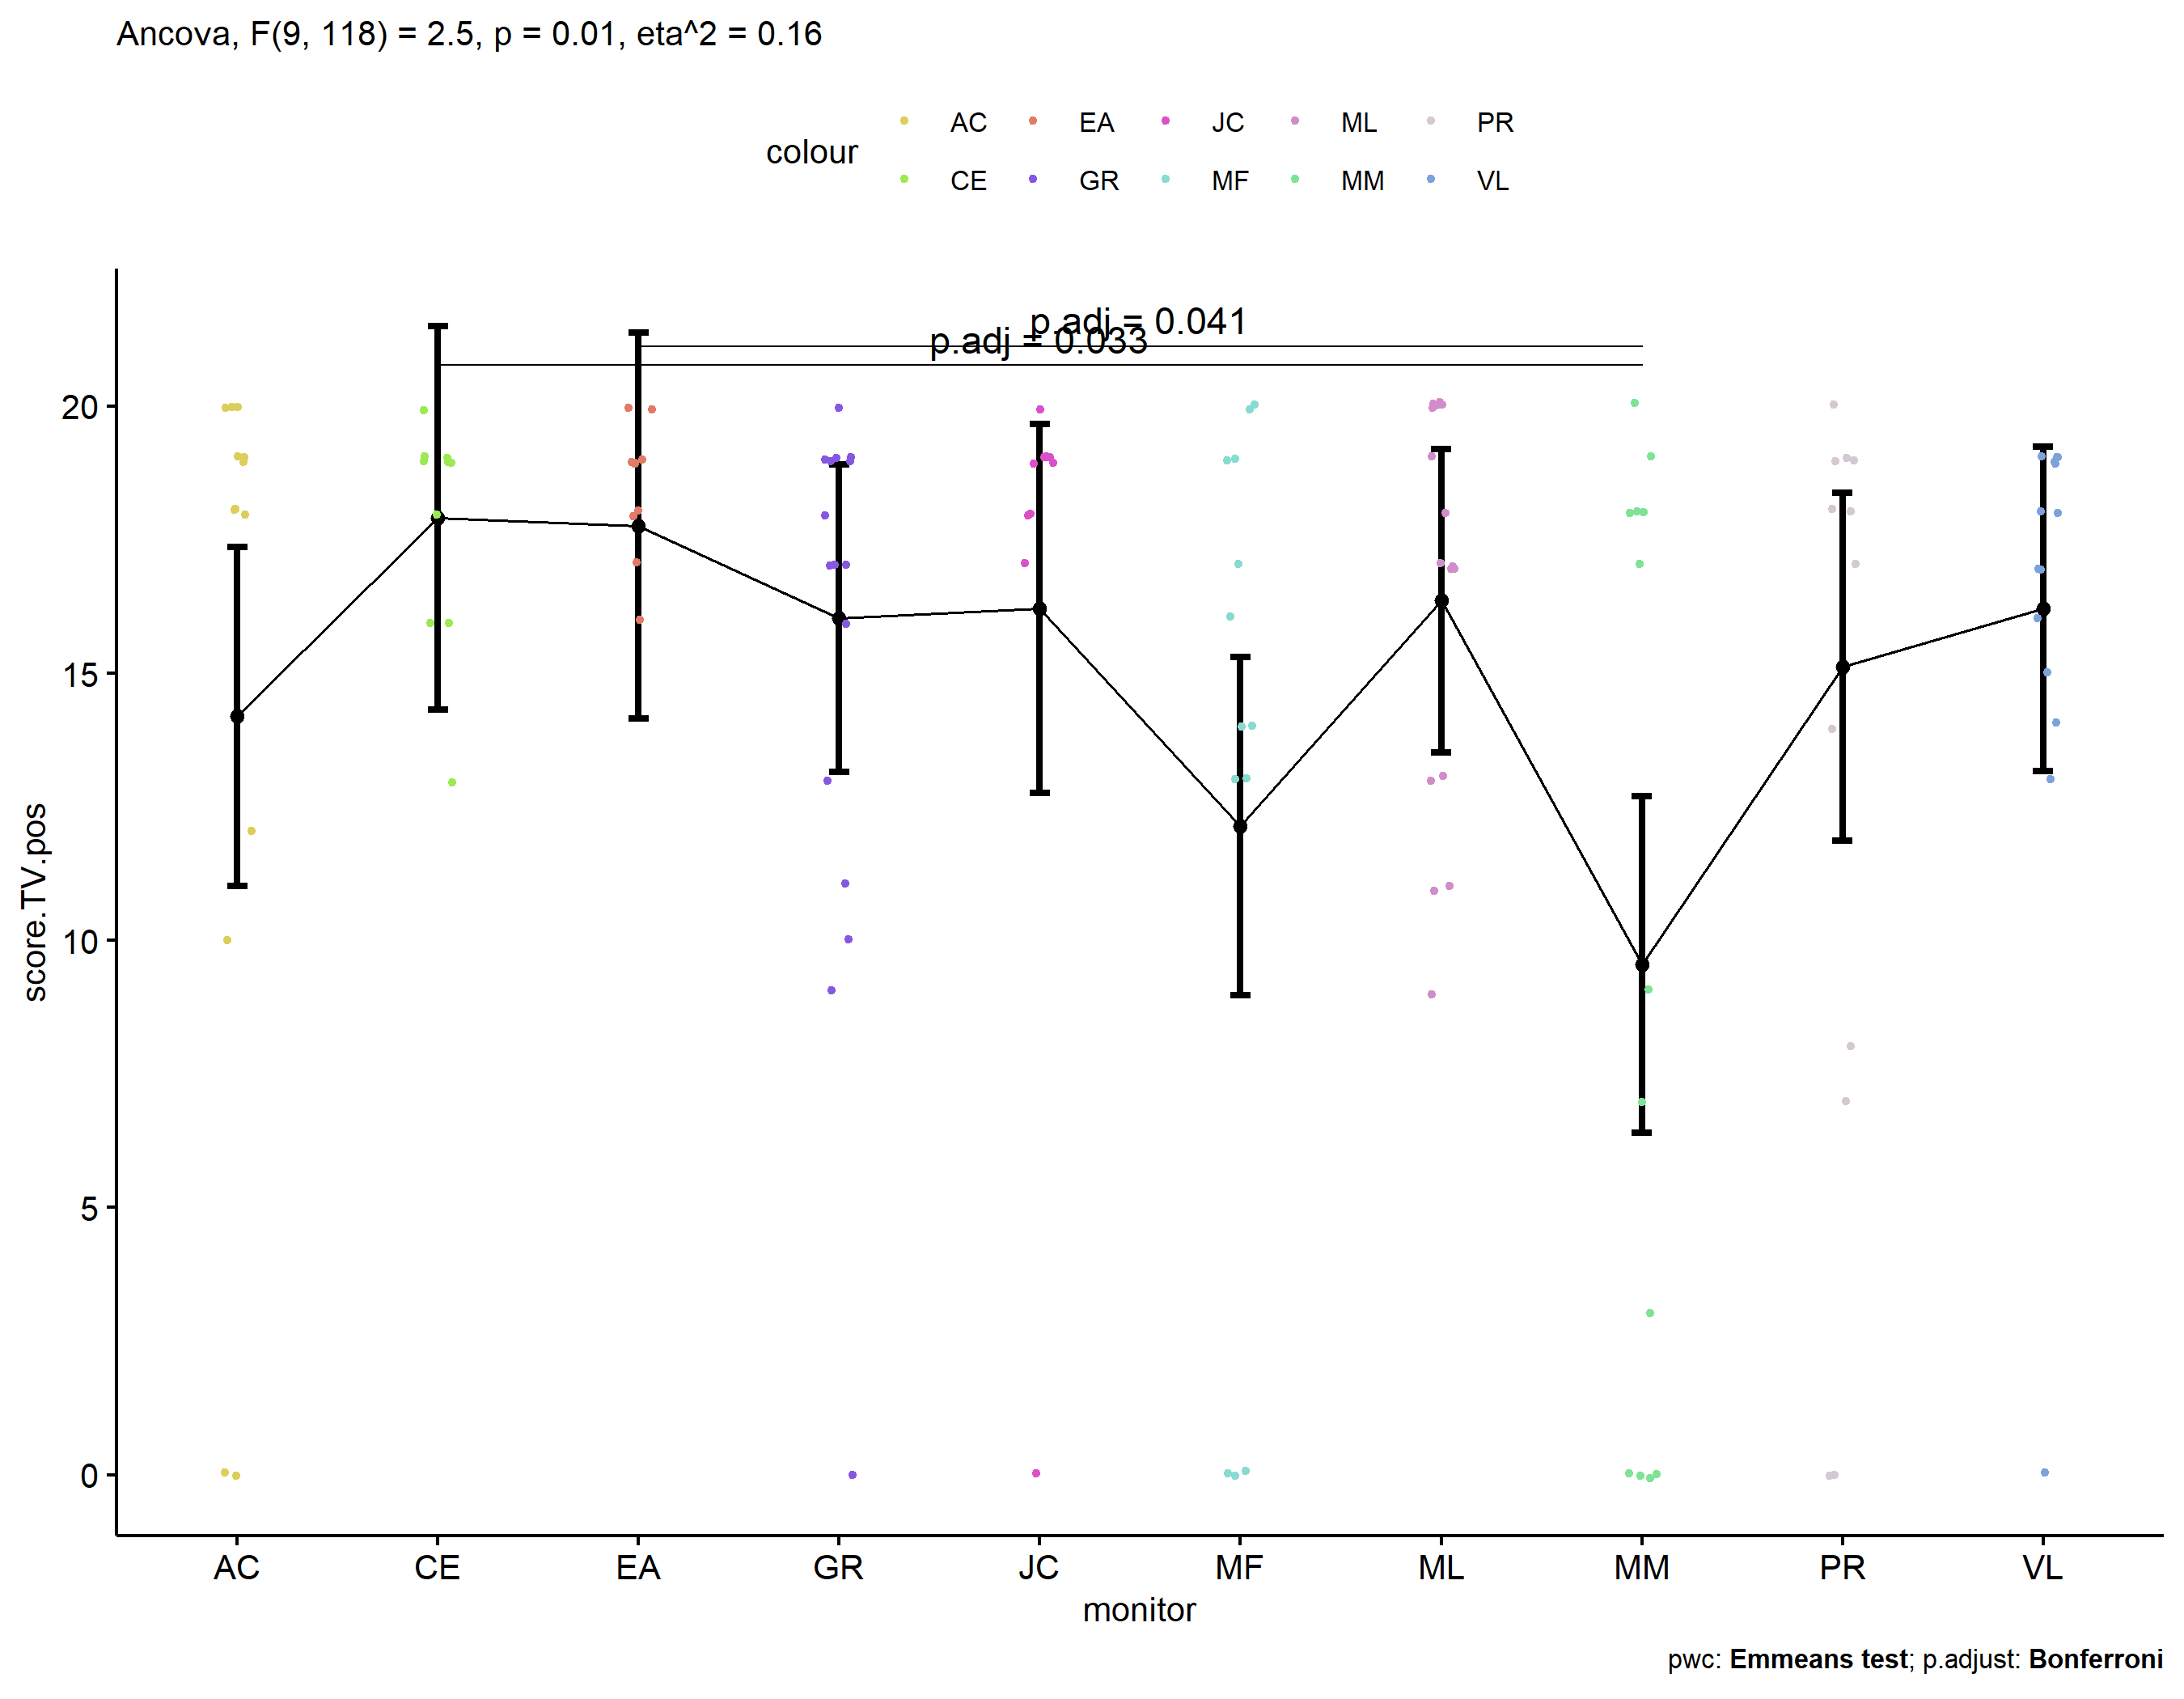 Ancova, F(9, 118) = 2.5, p = 0.01, eta^2 = 0.16
colour
AC EA JC ML PR
CE GR MF MM VL
p.adj = 0.041
p.adj = 0.033
20
15
10
5
0
score.TV.pos
AC CE EA GR JC MF ML MM PR VL
monitor
pwc: Emmeans test; p.adjust: Bonferroni